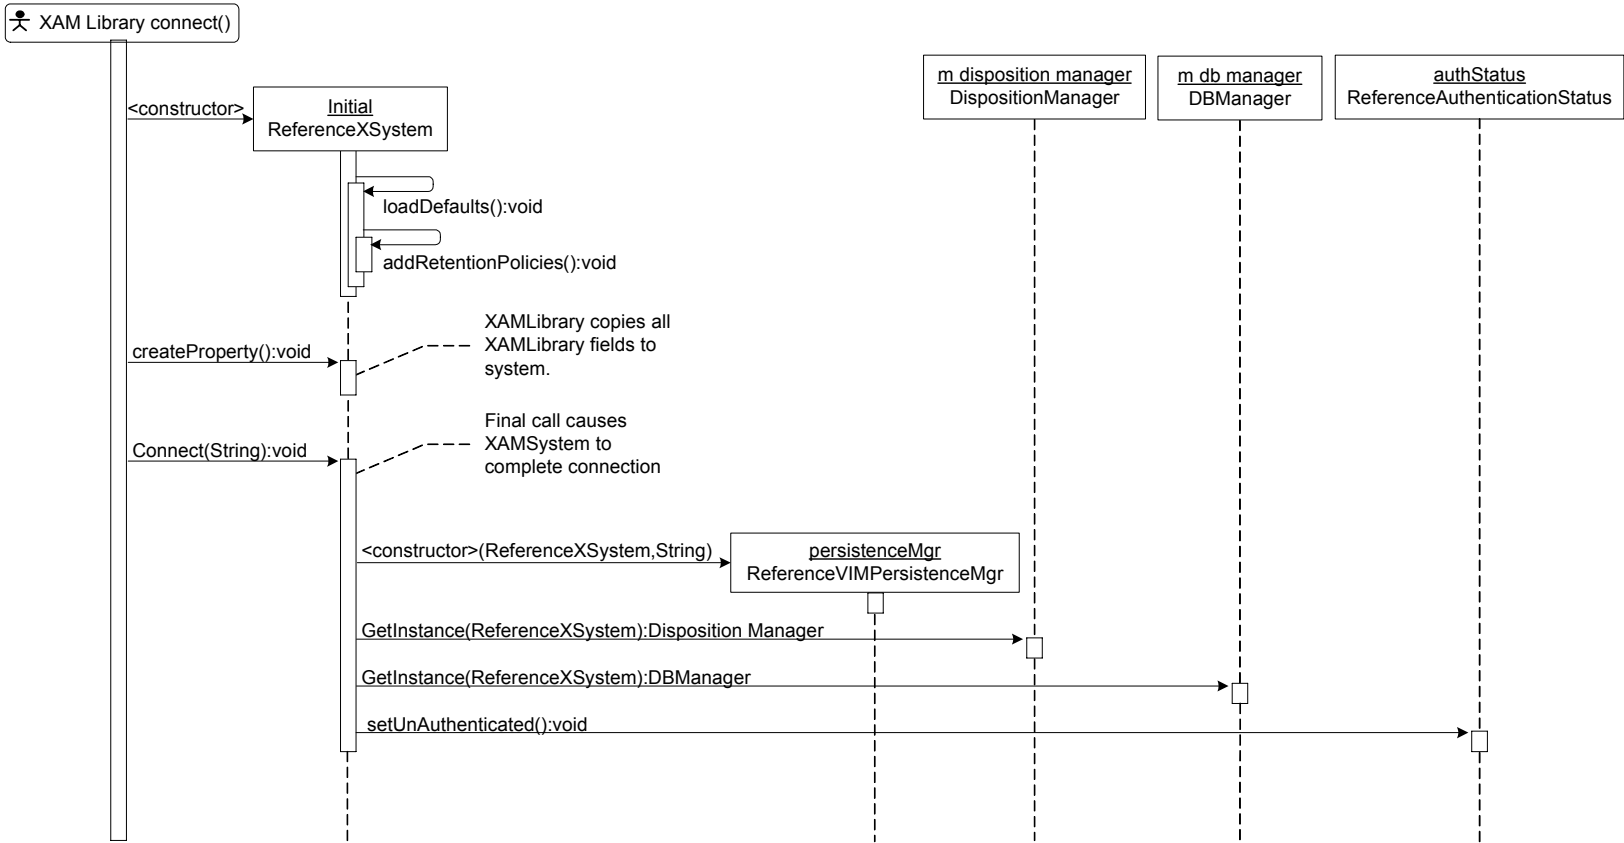 XAM Library connect()
m disposition manager
DispositionManager
m db manager
DBManager
authStatus
ReferenceAuthenticationStatus
<constructor>
Initial
ReferenceXSystem
loadDefaults():void
addRetentionPolicies():void
XAMLibrary copies all
XAMLibrary fields to
system.
createProperty():void
Final call causes
XAMSystem to
complete connection
Connect(String):void
<constructor>(ReferenceXSystem,String)
persistenceMgr
ReferenceVIMPersistenceMgr
GetInstance(ReferenceXSystem):Disposition Manager
GetInstance(ReferenceXSystem):DBManager
setUnAuthenticated():void